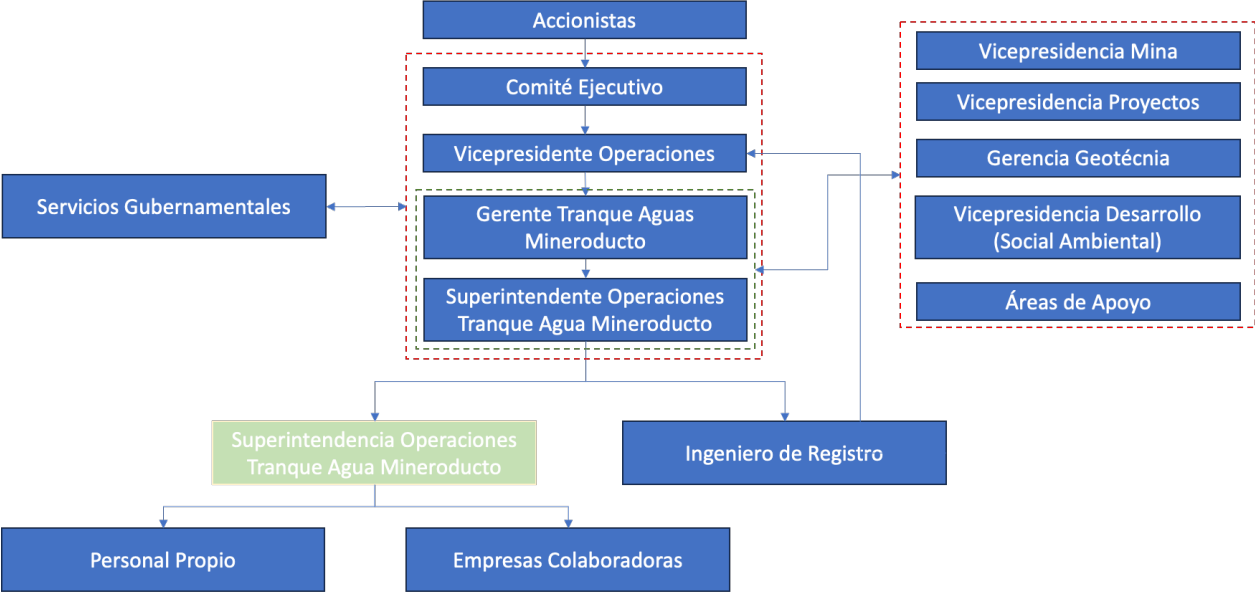 Accionistas
Comité Ejecutivo
Vicepresidente Operaciones
Servicios Gubernamentales
Gerente Tranque Aguas
Mineroducto
Superintendente Operaciones
Tranque Agua Mineroducto
Vicepresidencia Mina
Vicepresidencia Proyectos
Gerencia Geotécnia
Vicepresidencia Desarrollo
(Social Ambiental)
Áreas de Apoyo
Superintendencia Operaciones
Tranque Agua Mineroducto
Ingeniero de Registro
Personal Propio
Empresas Colaboradoras